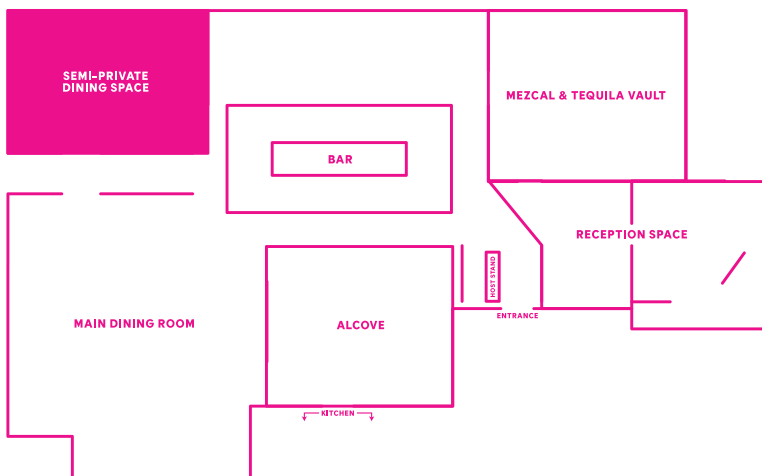 SEMI-PRIVATE
DINING SPACE
MEZCAL & TEQUILA VAULT
BAR
RECEPTION SPACE
HOST STAND
ENTRANCE
MAIN DINING ROOM
ALCOVE
KITCHEN